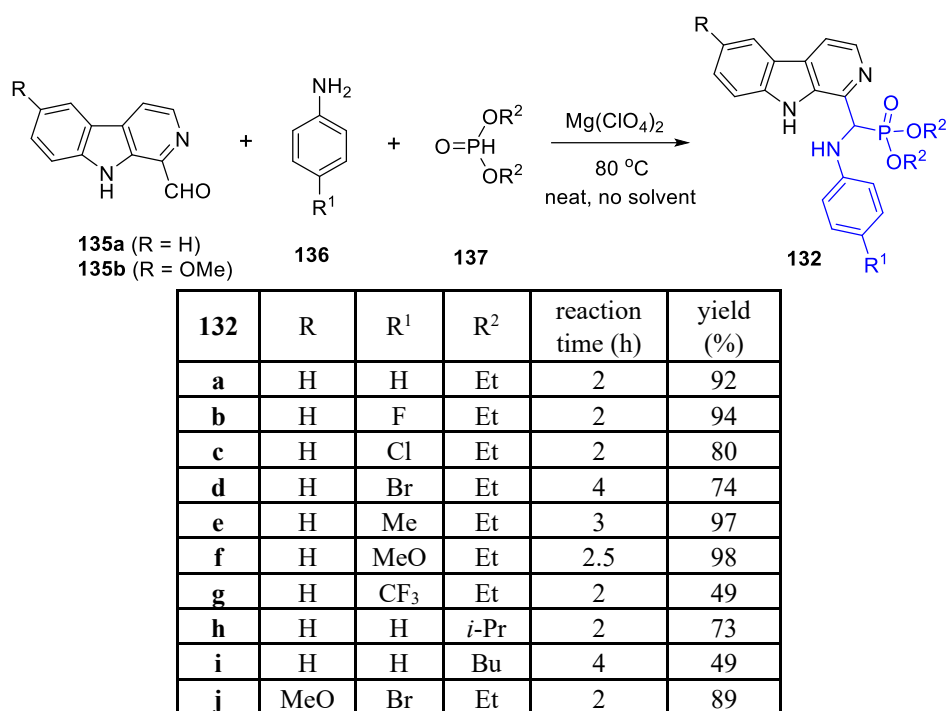 R
N
H
N
CHO
135a (R = H)
135b (R = OMe)
+
NH₂
R¹
136
+
O=PH
OR²
OR²
137
Mg(ClO₄)₂
80 °C
neat, no solvent
R
N
H
N
O
P
OR²
OR²
HN
R¹
132
132 R R¹ R² reaction time (h) yield (%)
a H H Et 2 92
b H F Et 2 94
c H Cl Et 2 80
d H Br Et 4 74
e H Me Et 3 97
f H MeO Et 2.5 98
g H CF₃ Et 2 49
h H H i-Pr 2 73
i H H Bu 4 49
j MeO Br Et 2 89